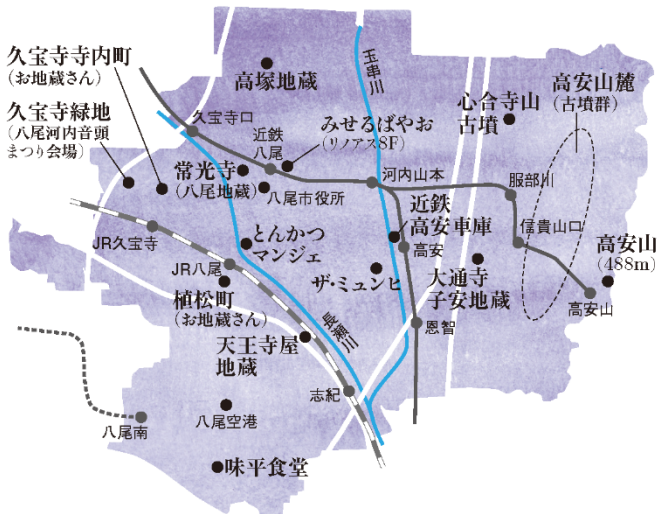 久宝寺寺内町
(お地蔵さん)
久宝寺緑地
(八尾河内音頭
まつり会場)
高塚地蔵
久宝寺口
近鉄
八尾
みせるばやお
(リノアス8F)
玉串川
心合寺山
古墳
高安山麓
(古墳群)
常光寺
(八尾地蔵)
八尾市役所
河内山本
服部川
近鉄
高安車庫
信貴山口
高安山
(488m)
JR久宝寺
とんかつ
マンジェ
高安
JR八尾
ザ・ミュンヒ
大通寺
子安地蔵
高安山
植松町
(お地蔵さん)
長瀬川
恩智
天王寺屋
地蔵
志紀
八尾南
八尾空港
味平食堂